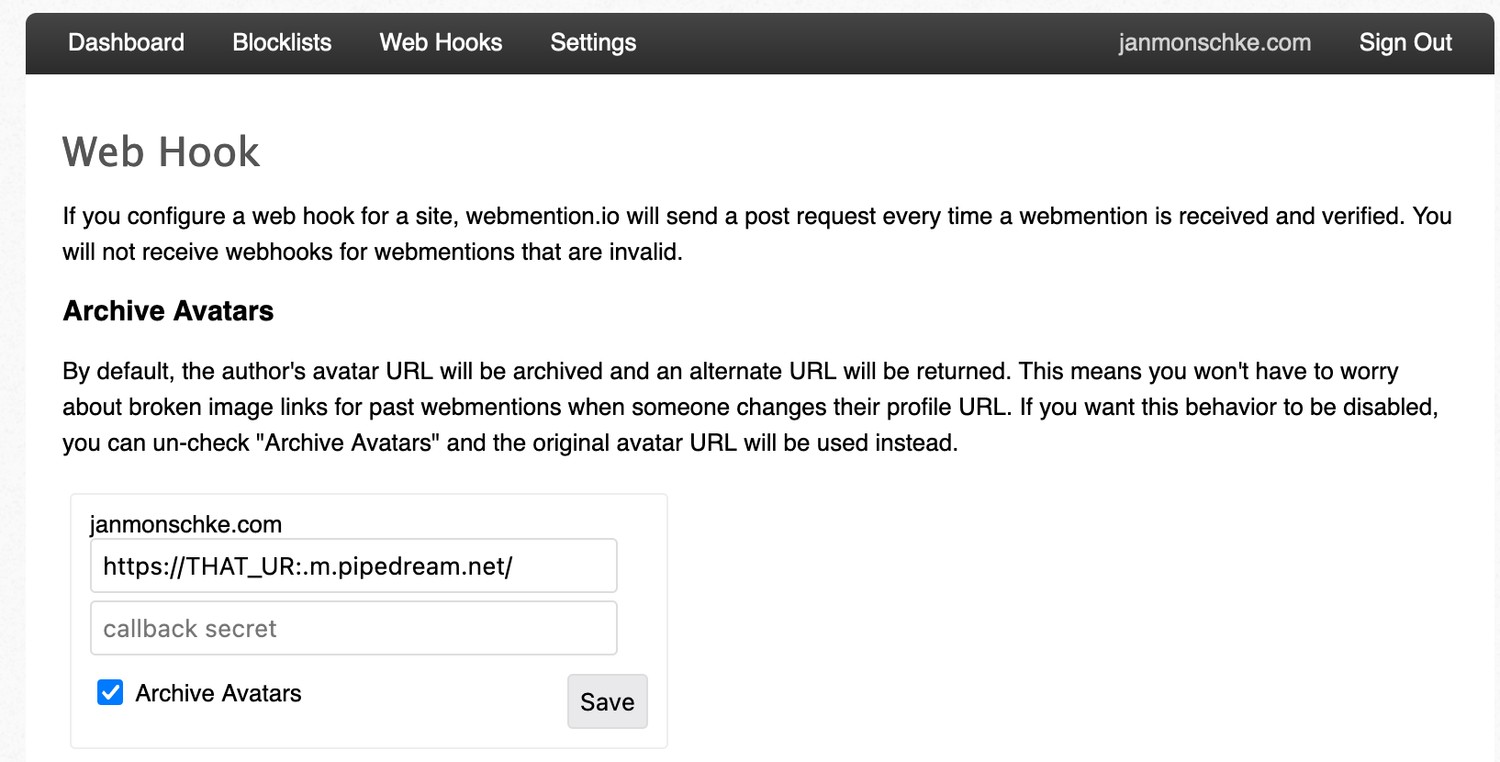 Dashboard Blocklists Web Hooks Settings janmonschke.com Sign Out
Web Hook
If you configure a web hook for a site, webmention.io will send a post request every time a webmention is received and verified. You
will not receive webhooks for webmentions that are invalid.
Archive Avatars
By default, the author's avatar URL will be archived and an alternate URL will be returned. This means you won't have to worry
about broken image links for past webmentions when someone changes their profile URL. If you want this behavior to be disabled,
you can un-check "Archive Avatars" and the original avatar URL will be used instead.
janmonschke.com
https://THAT_UR:.m.pipedream.net/
callback secret
Archive Avatars Save